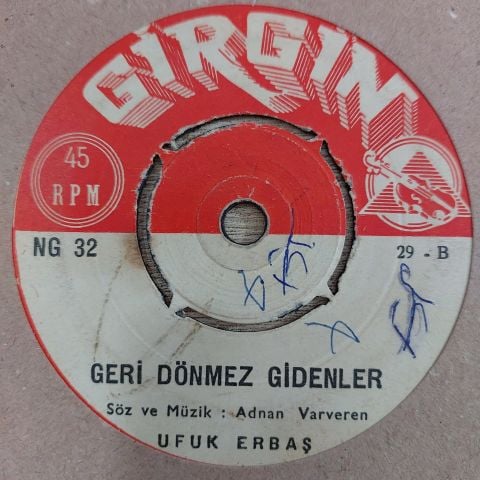 GİRGİN
45
RPM
NG 32
29 - B
GERİ DÖNMEZ GİDENLER
Söz ve Müzik : Adnan Varveren
UFUK ERBAŞ